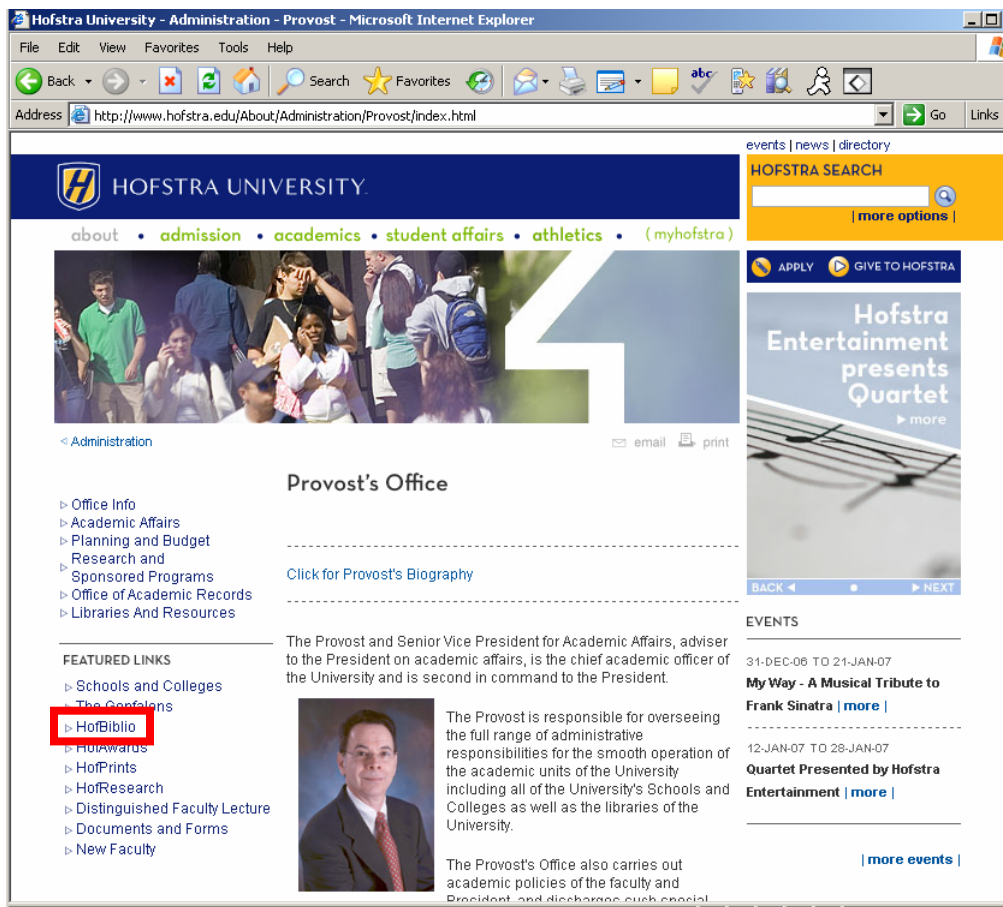 Hofstra University - Administration - Provost - Microsoft Internet Explorer
File Edit View Favorites Tools Help
Back Search Favorites
Address http://www.hofstra.edu/About/Administration/Provost/index.html Go Links
events | news | directory
HOFSTRA UNIVERSITY.
HOFSTRA SEARCH
| more options |
about • admission • academics • student affairs • athletics • ( myhofstra )
APPLY GIVE TO HOFSTRA
Hofstra
Entertainment
presents
Quartet
more
BACK NEXT
Administration
email print
Provost's Office
Office Info
Academic Affairs
Planning and Budget
Research and
Sponsored Programs
Office of Academic Records
Libraries And Resources
Click for Provost's Biography
FEATURED LINKS
Schools and Colleges
The Gonfalons
HofBiblio
HofAwards
HofPrints
HofResearch
Distinguished Faculty Lecture
Documents and Forms
New Faculty
The Provost and Senior Vice President for Academic Affairs, adviser
to the President on academic affairs, is the chief academic officer of
the University and is second in command to the President.
The Provost is responsible for overseeing
the full range of administrative
responsibilities for the smooth operation of
the academic units of the University
including all of the University's Schools and
Colleges as well as the libraries of the
University.
The Provost's Office also carries out
academic policies of the faculty and
President, and discharges such special
EVENTS
31-DEC-06 TO 21-JAN-07
My Way - A Musical Tribute to
Frank Sinatra | more |
12-JAN-07 TO 28-JAN-07
Quartet Presented by Hofstra
Entertainment | more |
| more events |